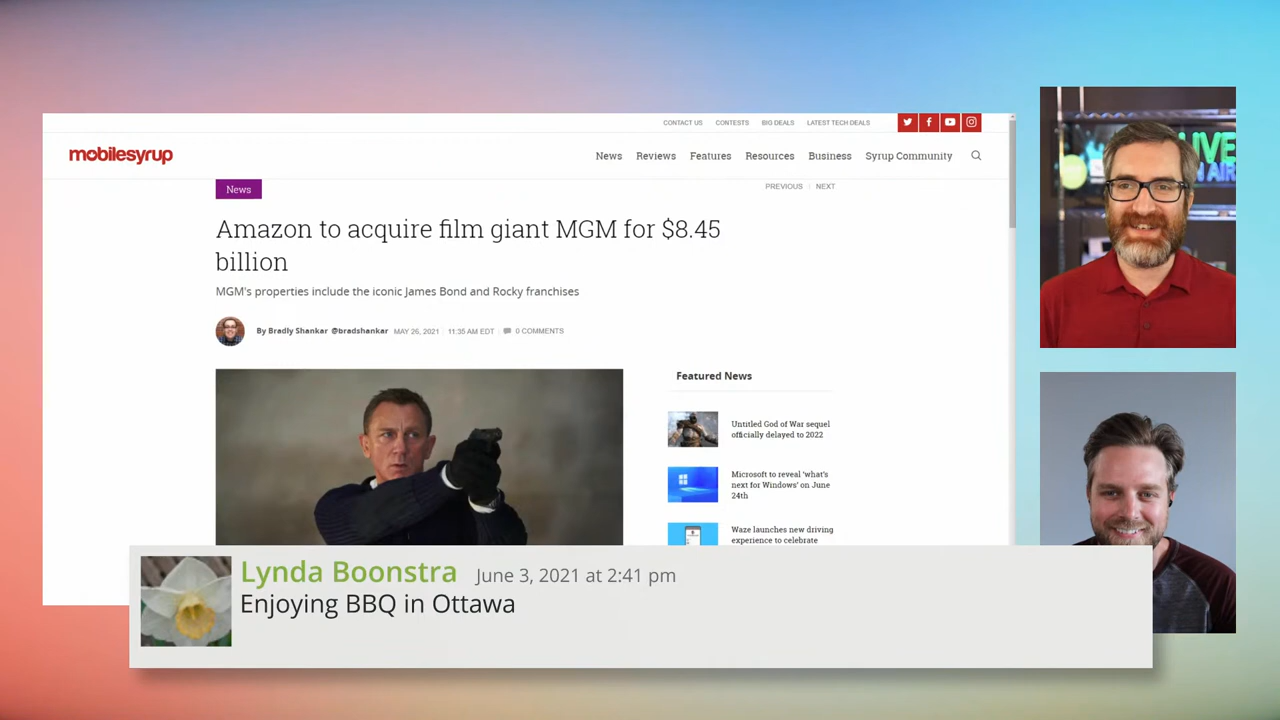 CONTACT US CONTESTS BIG DEALS LATEST TECH DEALS
mobilesyrup
News Reviews Features Resources Business Syrup Community
News
PREVIOUS NEXT
Amazon to acquire film giant MGM for $8.45
billion
MGM's properties include the iconic James Bond and Rocky franchises
By Bradly Shankar @bradshankar MAY 26, 2021 11:35 AM EDT 0 COMMENTS
Featured News
Untitled God of War sequel
officially delayed to 2022
Microsoft to reveal 'what's
next for Windows' on June
24th
Waze launches new driving
experience to celebrate
LIVE
N AIR
Lynda Boonstra June 3, 2021 at 2:41 pm
Enjoying BBQ in Ottawa